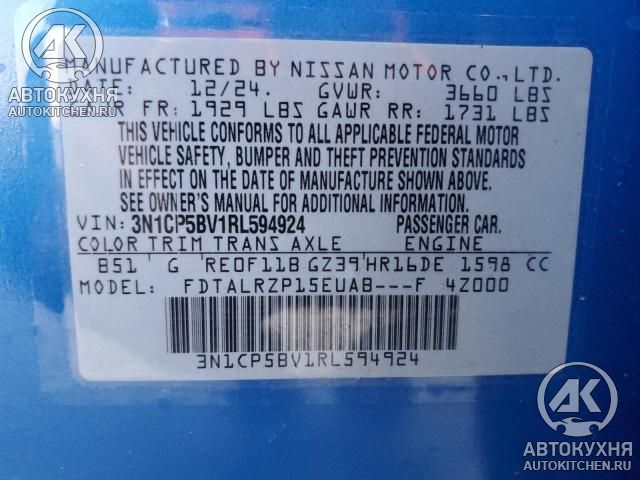 AK
АВТОКУХНЯ
AUTOKITCHEN.RU
MANUFACTURED BY NISSAN MOTOR CO.,LTD.
DATE: 12/24. GVWR: 3660 LBS
FR: 1929 LBS GAWR RR: 1731 LBS
THIS VEHICLE CONFORMS TO ALL APPLICABLE FEDERAL MOTOR
VEHICLE SAFETY, BUMPER AND THEFT PREVENTION STANDARDS
IN EFFECT ON THE DATE OF MANUFACTURE SHOWN ABOVE.
SEE OWNER'S MANUAL FOR ADDITIONAL INFORMATION.
VIN: 3N1CP5BV1RL594924 PASSENGER CAR.
COLOR TRIM TRANS AXLE ENGINE
B51 G RE0F11B GZ39 HR16DE 1598 CC
MODEL: FDTALRZP15EUAB---F 4Z000
3N1CP5BV1RL594924
AK
АВТОКУХНЯ
AUTOKITCHEN.RU